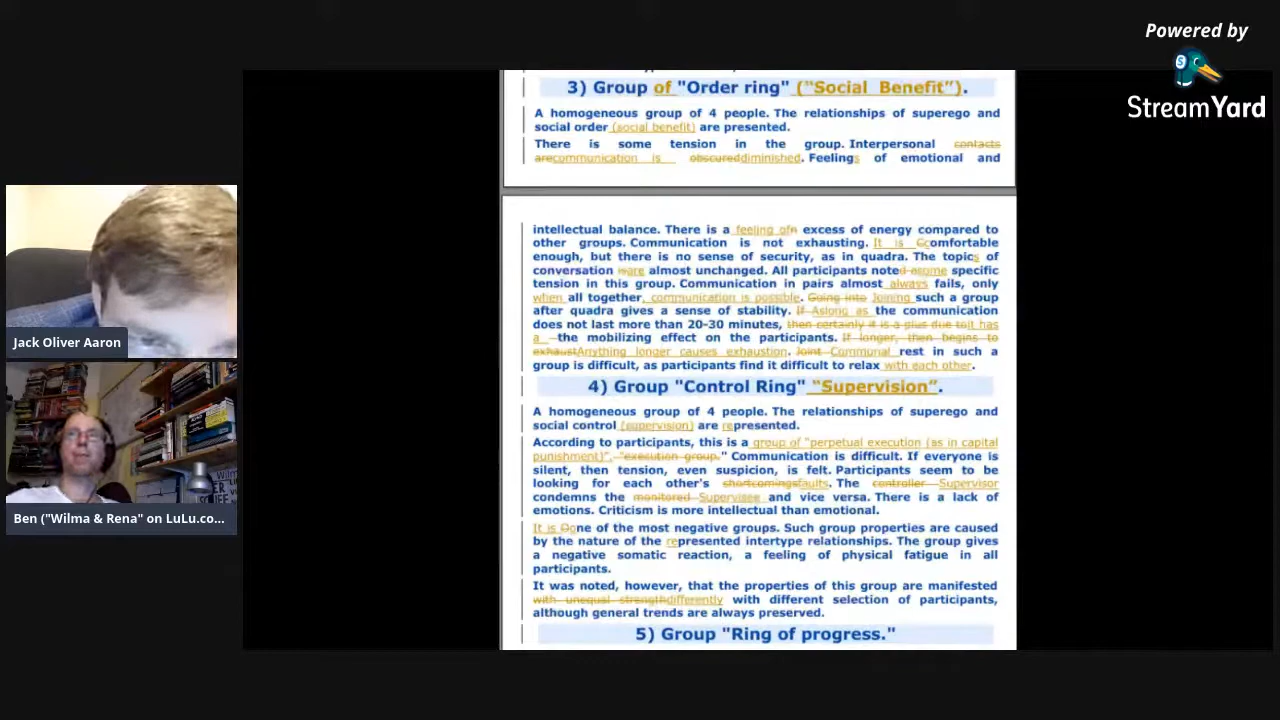 Powered by
StreamYard
3) Group of "Order ring" (“Social Benefit”).
A homogeneous group of 4 people. The relationships of superego and
social order (social benefit) are presented.
There is some tension in the group. Interpersonal contacts
arecommunication is obscureddiminished. Feelings of emotional and
intellectual balance. There is a feeling ofn excess of energy compared to
other groups. Communication is not exhausting. It is Ccomfortable
enough, but there is no sense of security, as in quadra. The topics of
conversation isare almost unchanged. All participants noted asome specific
tension in this group. Communication in pairs almost always fails, only
when all together, communication is possible. Going into Joining such a group
after quadra gives a sense of stability. If Aslong as the communication
does not last more than 20-30 minutes, then certainly it is a plus due toit has
a the mobilizing effect on the participants. If longer, then begins to
exhaustAnything longer causes exhaustion. Joint Communal rest in such a
group is difficult, as participants find it difficult to relax with each other.
4) Group "Control Ring" “Supervision”.
A homogeneous group of 4 people. The relationships of superego and
social control (supervision) are represented.
According to participants, this is a group of "perpetual execution (as in capital
punishment)". "execution group." Communication is difficult. If everyone is
silent, then tension, even suspicion, is felt. Participants seem to be
looking for each other's shortcomingsfaults. The controller Supervisor
condemns the monitored Supervisee and vice versa. There is a lack of
emotions. Criticism is more intellectual than emotional.
It is Oone of the most negative groups. Such group properties are caused
by the nature of the represented intertype relationships. The group gives
a negative somatic reaction, a feeling of physical fatigue in all
participants.
It was noted, however, that the properties of this group are manifested
with unequal strengthdifferently with different selection of participants,
although general trends are always preserved.
5) Group "Ring of progress."
Jack Oliver Aaron
Ben ("Wilma & Rena" on LuLu.co...